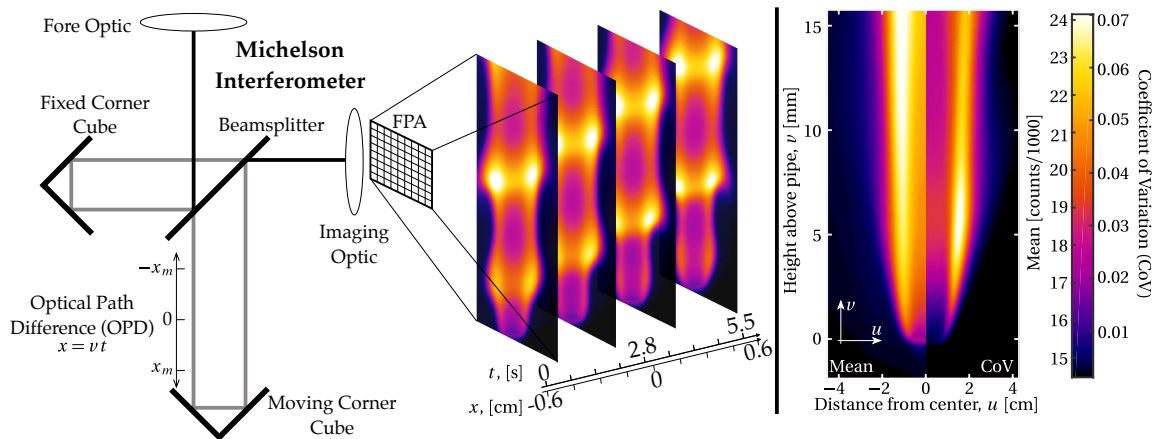 Fore Optic
Michelson
Interferometer
Fixed Corner
Cube
Beamsplitter
FPA
Imaging
Optic
−xₘ
Optical Path
Difference (OPD)
x = v t
0
xₘ
Moving Corner
Cube
t, [s]
0
2.8
5.5
x, [cm]
-0.6
0
0.6
Height above pipe, v [mm]
15
10
5
0
v
u
Mean
CoV
−4
−2
0
2
4
Distance from center, u [cm]
Mean [counts/1000]
24
23
22
21
20
19
18
17
16
15
0.07
0.06
0.05
0.04
0.03
0.02
0.01
Coefficient of Variation (CoV)